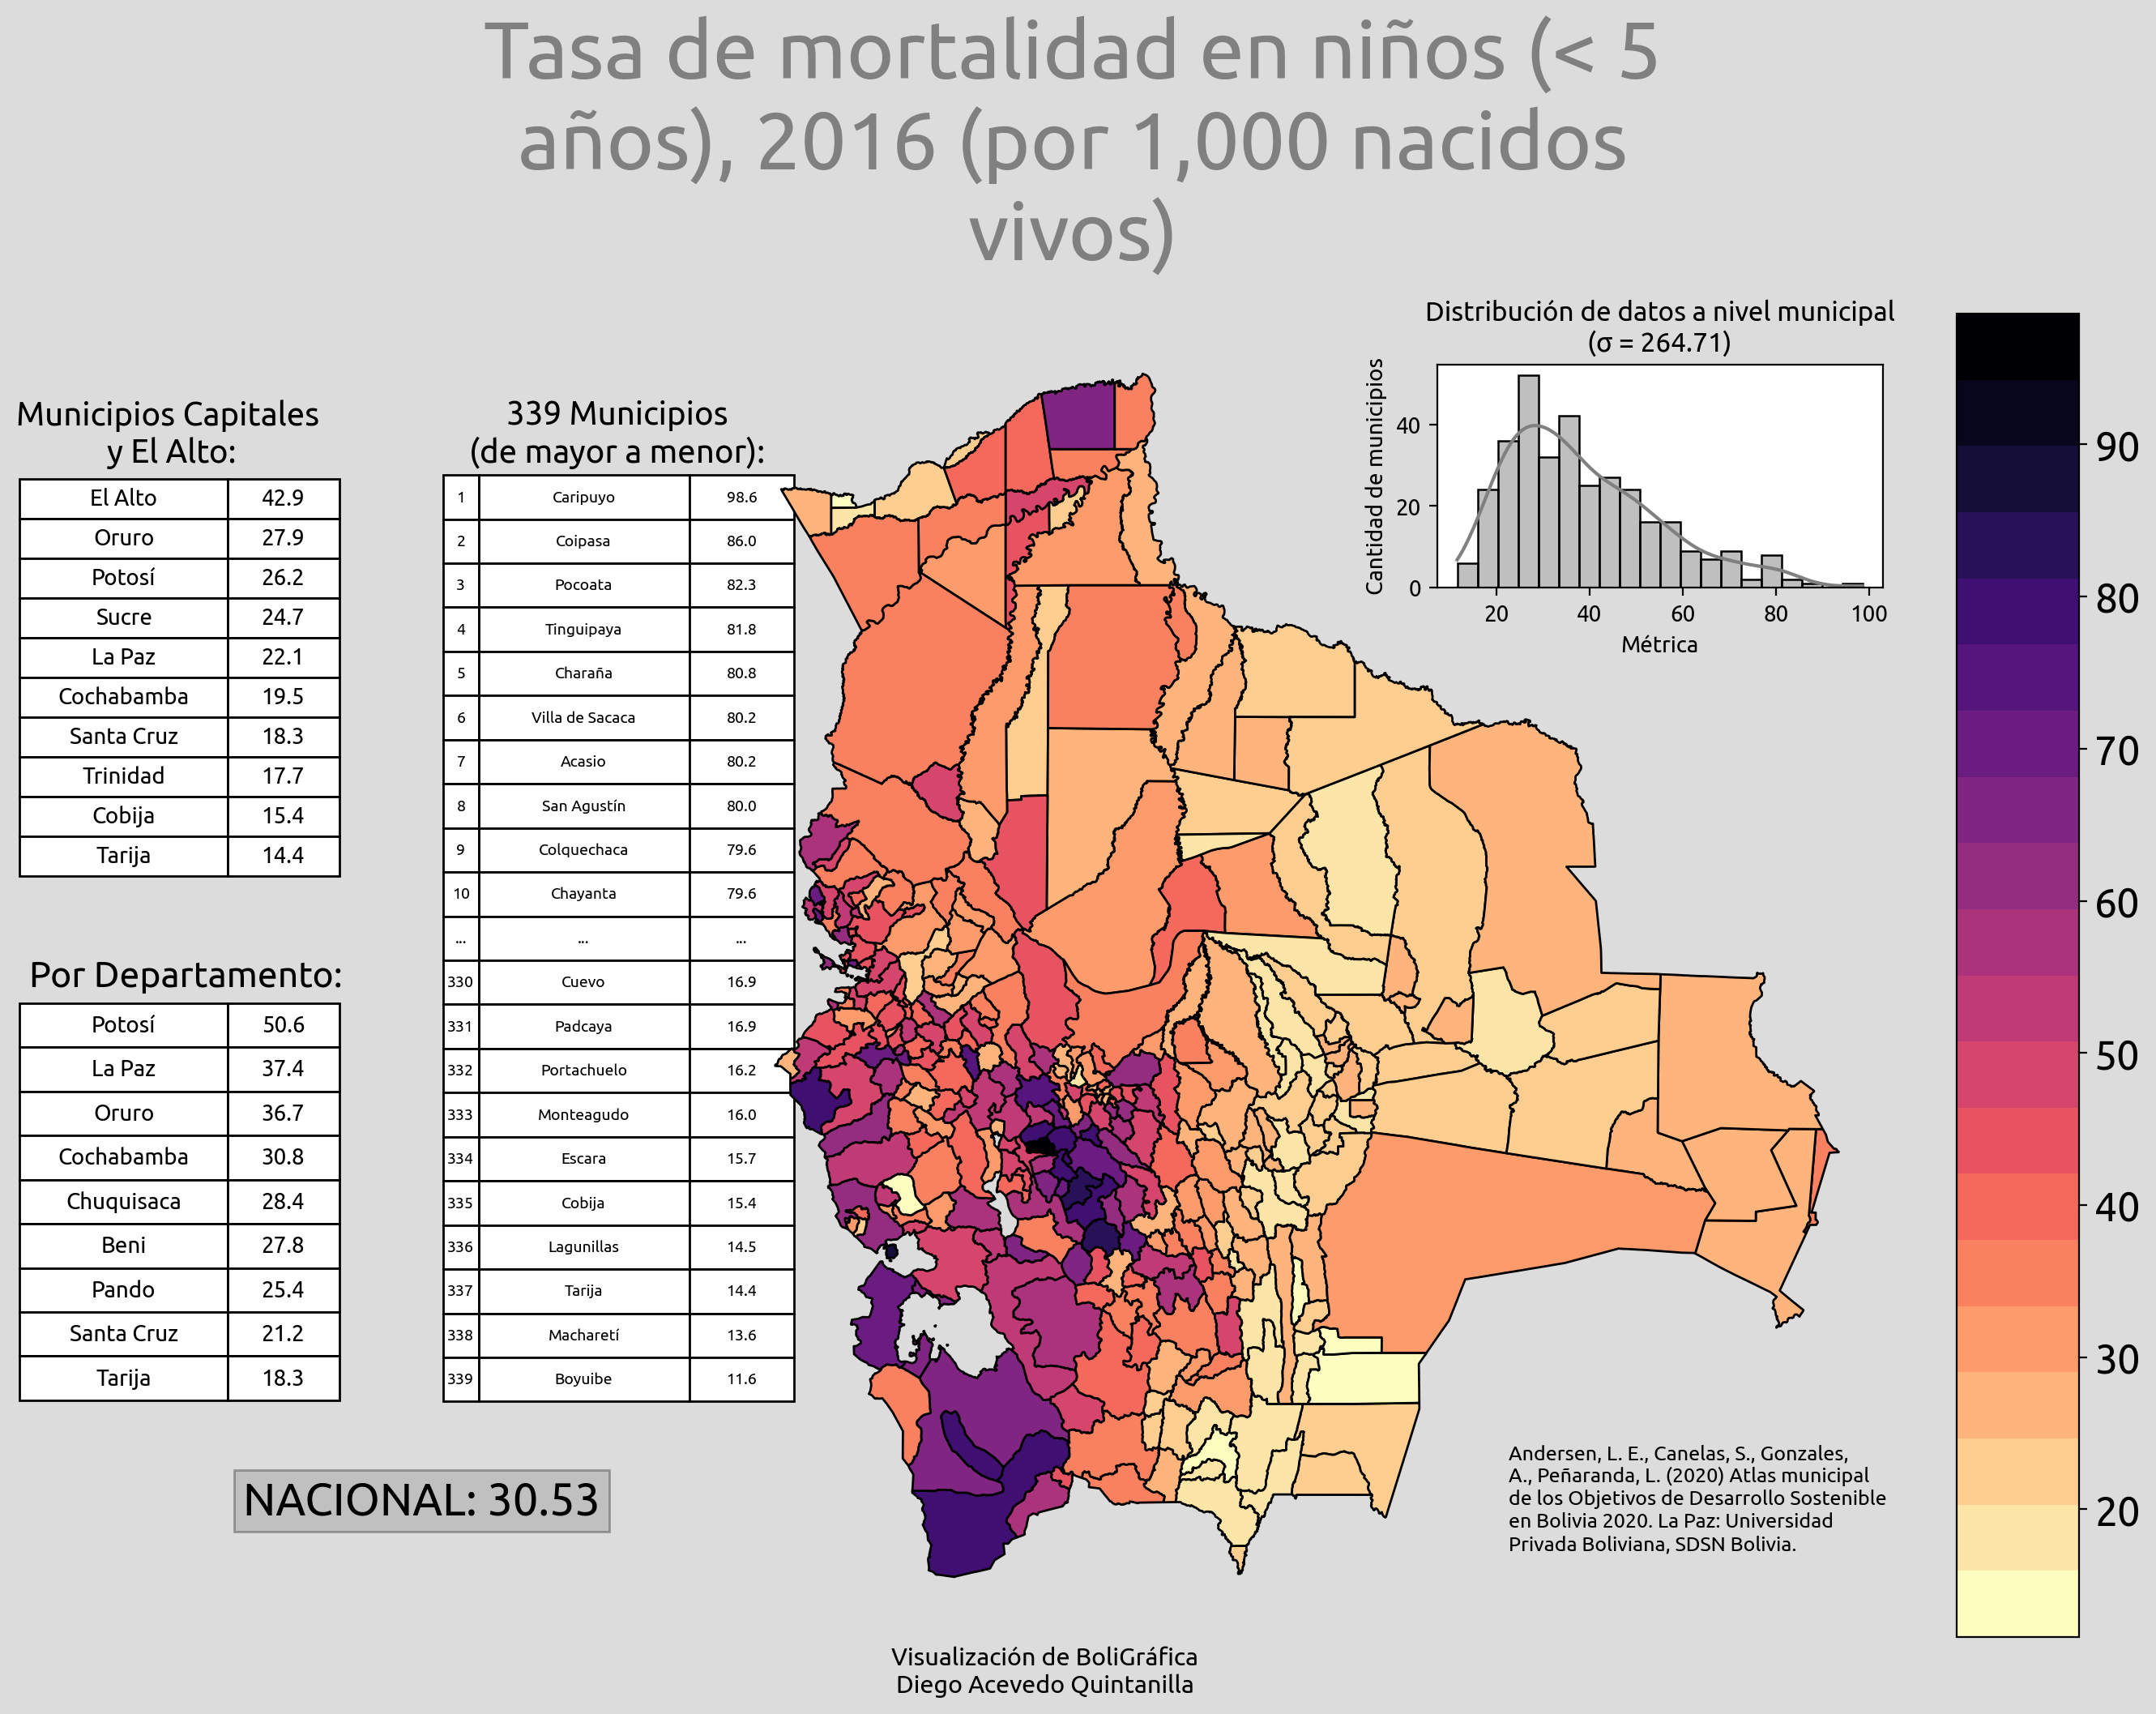 Tasa de mortalidad en niños (< 5
años), 2016 (por 1,000 nacidos
vivos)
Municipios Capitales
y El Alto:
El Alto 42.9
Oruro 27.9
Potosí 26.2
Sucre 24.7
La Paz 22.1
Cochabamba 19.5
Santa Cruz 18.3
Trinidad 17.7
Cobija 15.4
Tarija 14.4
Por Departamento:
Potosí 50.6
La Paz 37.4
Oruro 36.7
Cochabamba 30.8
Chuquisaca 28.4
Beni 27.8
Pando 25.4
Santa Cruz 21.2
Tarija 18.3
NACIONAL: 30.53
339 Municipios
(de mayor a menor):
1 Caripuyo 98.6
2 Coipasa 86.0
3 Pocoata 82.3
4 Tinguipaya 81.8
5 Charaña 80.8
6 Villa de Sacaca 80.2
7 Acasio 80.2
8 San Agustín 80.0
9 Colquechaca 79.6
10 Chayanta 79.6
... ... ...
330 Cuevo 16.9
331 Padcaya 16.9
332 Portachuelo 16.2
333 Monteagudo 16.0
334 Escara 15.7
335 Cobija 15.4
336 Lagunillas 14.5
337 Tarija 14.4
338 Macharetí 13.6
339 Boyuibe 11.6
Distribución de datos a nivel municipal
(σ = 264.71)
Cantidad de municipios
40
20
0
20 40 60 80 100
Métrica
90
80
70
60
50
40
30
20
Andersen, L. E., Canelas, S., Gonzales,
A., Peñaranda, L. (2020) Atlas municipal
de los Objetivos de Desarrollo Sostenible
en Bolivia 2020. La Paz: Universidad
Privada Boliviana, SDSN Bolivia.
Visualización de BoliGráfica
Diego Acevedo Quintanilla